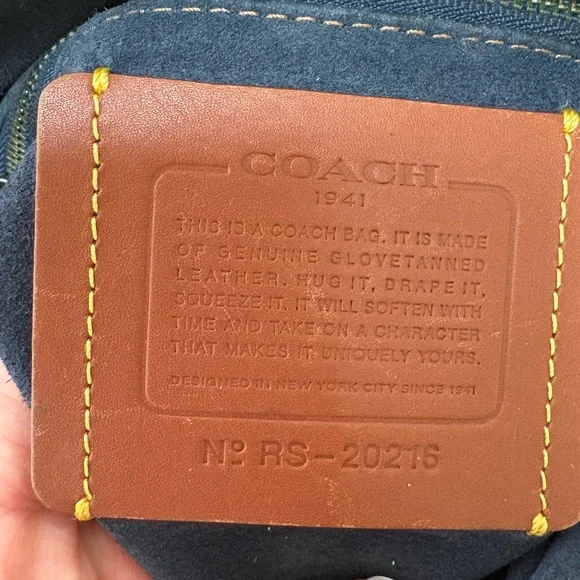 COACH
1941
THIS IS A COACH BAG. IT IS MADE
OF GENUINE GLOVETANNED
LEATHER. HUG IT, DRAPE IT,
SQUEEZE IT. IT WILL SOFTEN WITH
TIME AND TAKE ON A CHARACTER
THAT MAKES IT UNIQUELY YOURS.
DESIGNED IN NEW YORK CITY SINCE 1941
Nº RS-20216